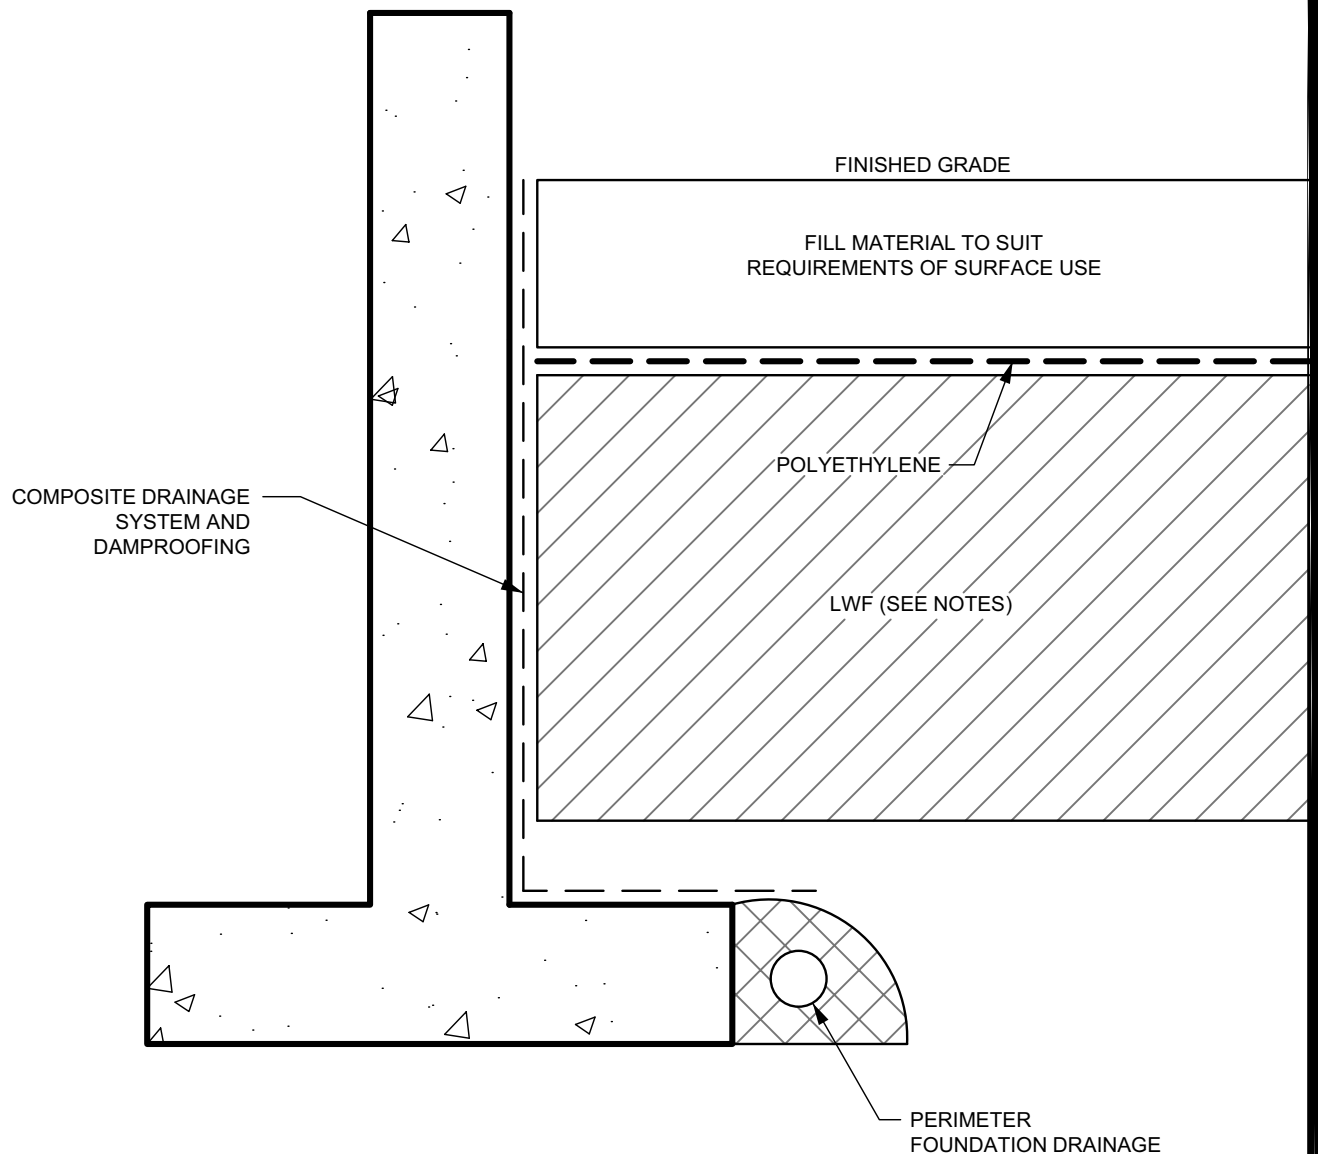 FINISHED GRADE
FILL MATERIAL TO SUIT
REQUIREMENTS OF SURFACE USE
POLYETHYLENE
COMPOSITE DRAINAGE
SYSTEM AND
DAMPROOFING
LWF (SEE NOTES)
PERIMETER
FOUNDATION DRAINAGE